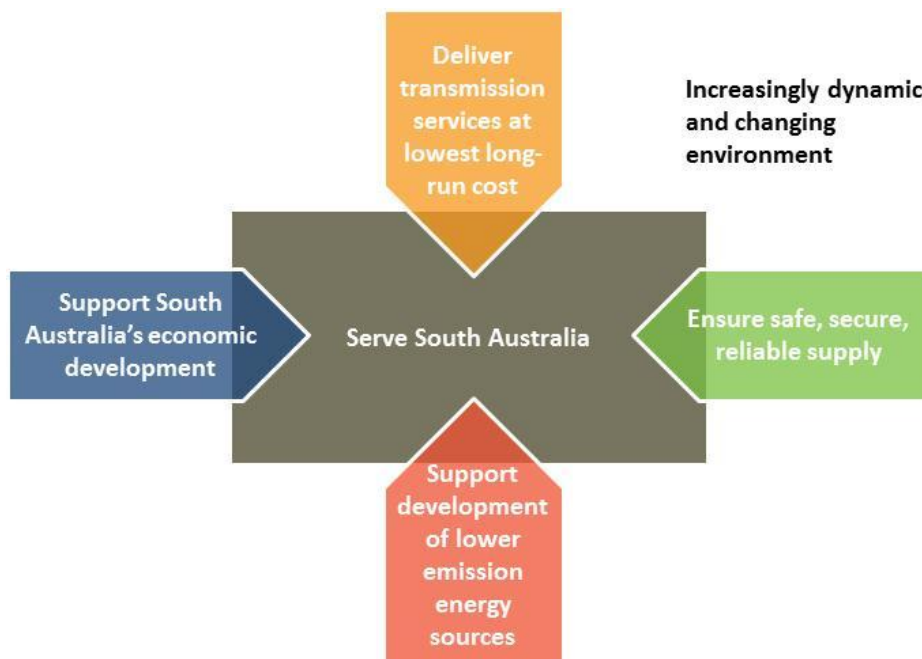 Deliver
transmission
services at
lowest long-
run cost
Increasingly dynamic
and changing
environment
Support South
Australia’s economic
development
Serve South Australia
Ensure safe, secure,
reliable supply
Support
development
of lower
emission
energy
sources